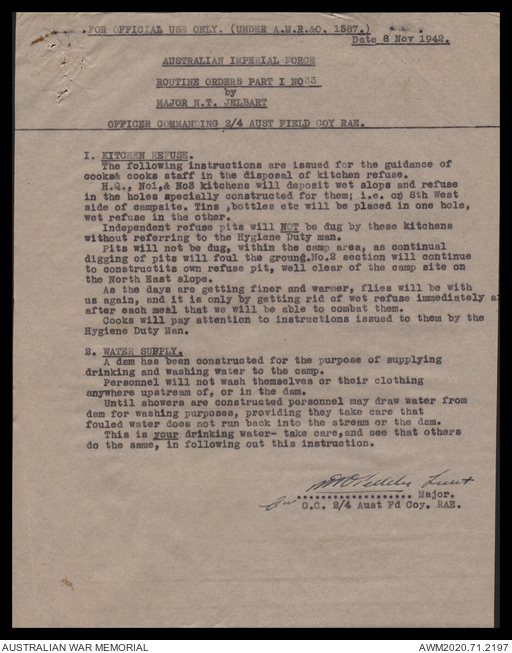 .FOR OFFICIAL USE ONLY. (UNDER A.M.R.&O. 1587.)
Date 8 Nov 1942.
AUSTRALIAN IMPERIAL FORCE
ROUTINE ORDERS PART I NO33
by
MAJOR N.T. JELBART
OFFICER COMMANDING 2/4 AUST FIELD COY RAE.
I. KITCHEN REFUSE.
The following instructions are issued for the guidance of
cooks& cooks staff in the disposal of kitchen refuse.
H.Q., No1,& No3 kitchens will deposit wet slops and refuse
in the holes specially constructed for them; i.e. on Sth West
side of campsite. Tins ,bottles etc will be placed in one hole,
wet refuse in the other.
Independent refuse pits will NOT be dug by these kitchens
without referring to the Hygiene Duty man.
Pits will not be dug, within the camp area, as continual
digging of pits will foul the groung.No.2 section will continue
to constructits own refuse pit, well clear of the camp site on
the North East slope.
As the days are getting finer and warmer, flies will be with
us again, and it is only by getting rid of wet refuse immediately a
after each meal that we will be able to combat them.
Cooks will pay attention to instructions issued to them by the
Hygiene Duty Man.
2. WATER SUPPLY.
A dam has been constructed for the purpose of supplying
drinking and washing water to the camp.
Personnel will not wash themselves or their clothing
anywhere upstream of, or in the dam.
Until showers are constructed personnel may draw water from
dam for washing purposes, providing they take care that
fouled water does not run back into the stream or the dam.
This is your drinking water- take care,and see that others
do the same, in following out this instruction.
Lieut
.................. Major.
O.C. 2/4 Aust Fd Coy. RAE.
AUSTRALIAN WAR MEMORIAL
AWM2020.71.2197